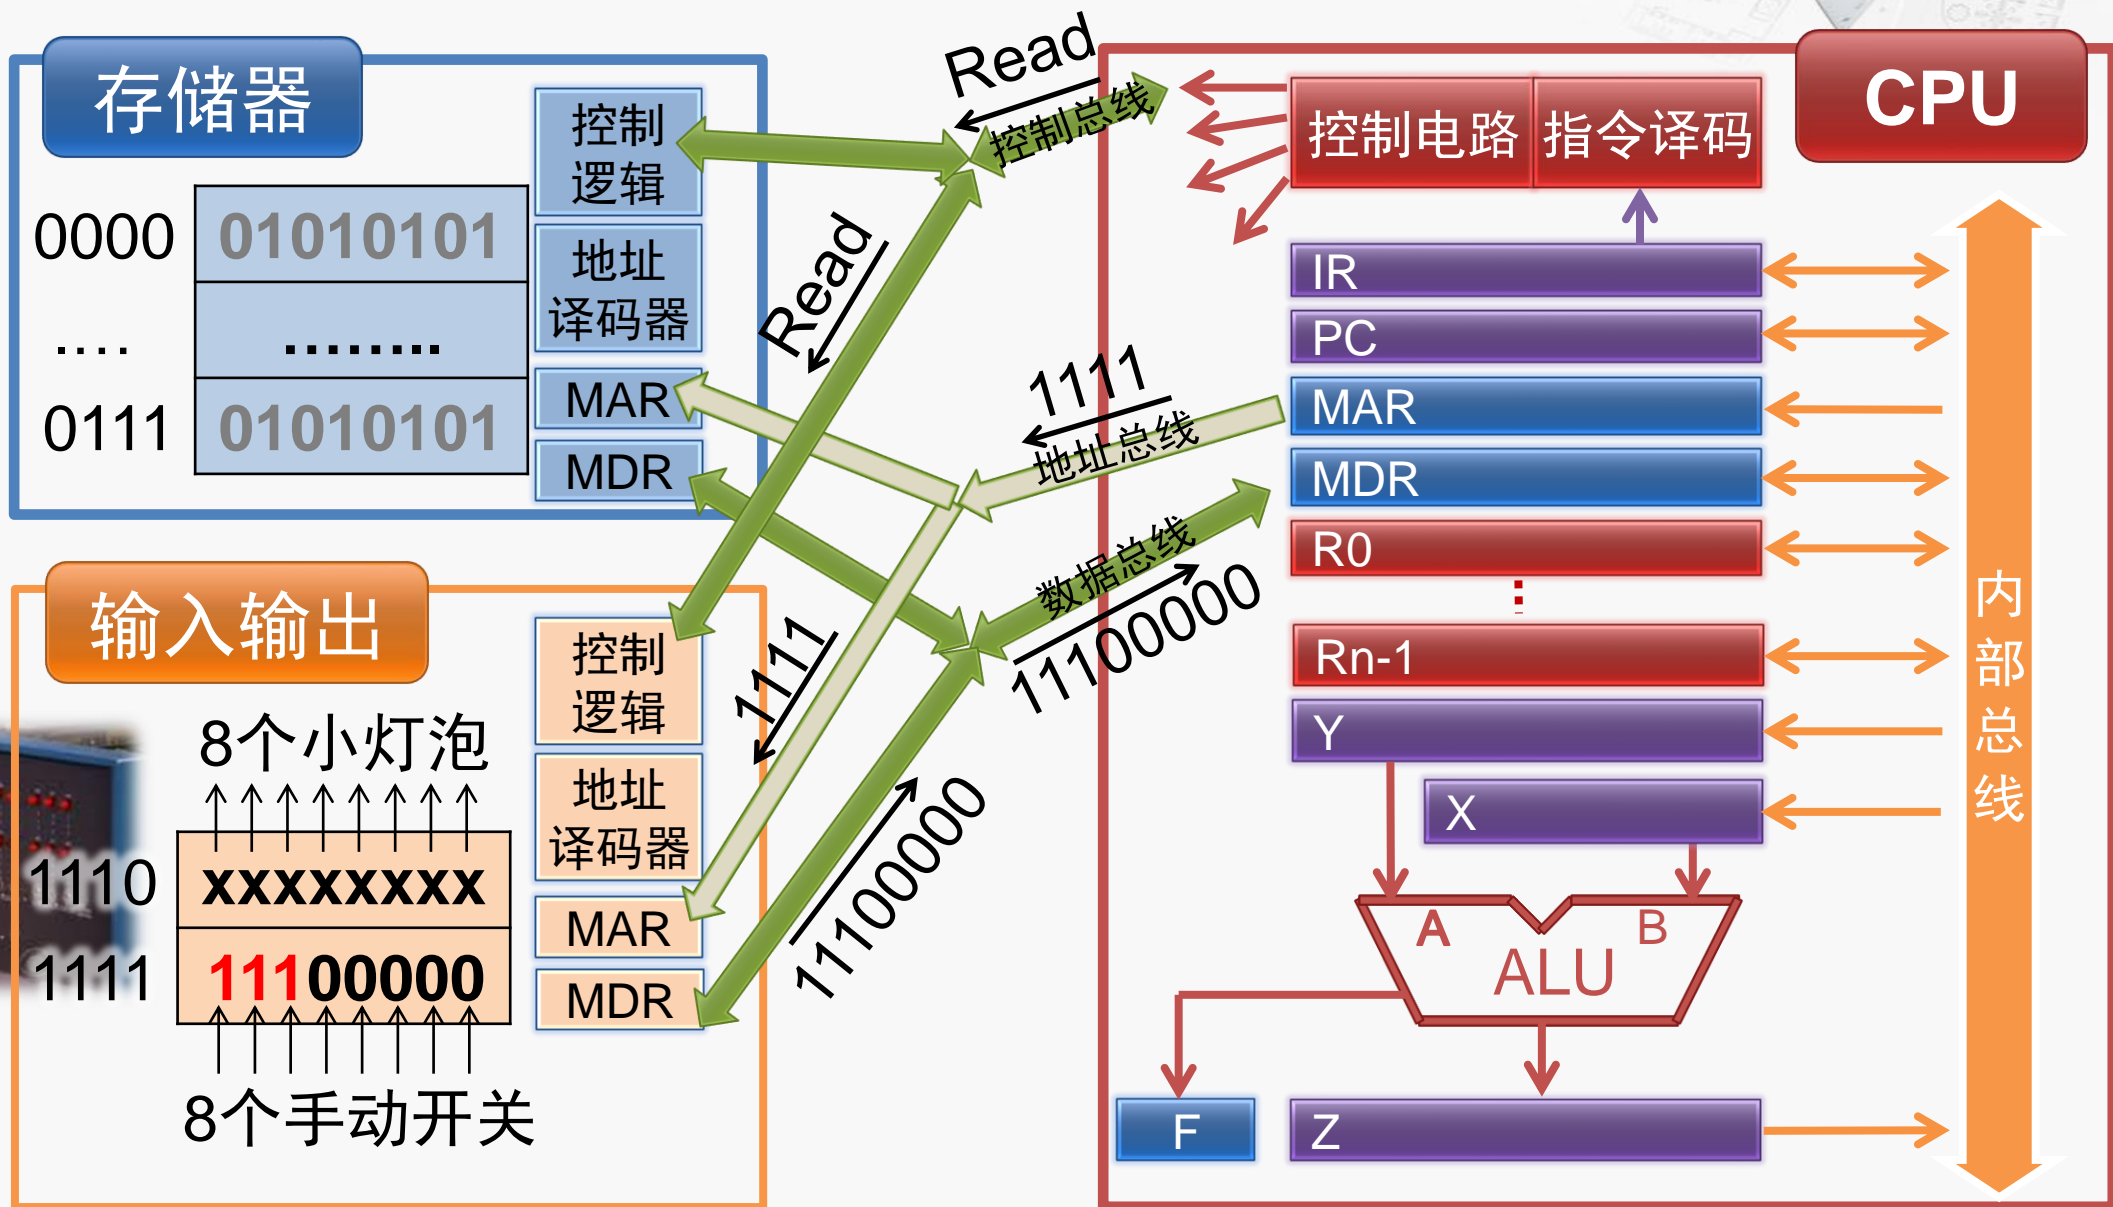 存储器
控制
逻辑
0000
01010101
地址
译码器
....
........
MAR
0111
01010101
MDR
输入输出
控制
逻辑
8个小灯泡
地址
译码器
1110
xxxxxxxx
MAR
1111
11100000
MDR
8个手动开关
Read
控制总线
Read
1111
地址总线
数据总线
11100000
1111
11100000
CPU
控制电路
指令译码
IR
PC
MAR
MDR
R0
Rn-1
Y
X
A
B
ALU
F
Z
内
部
总
线